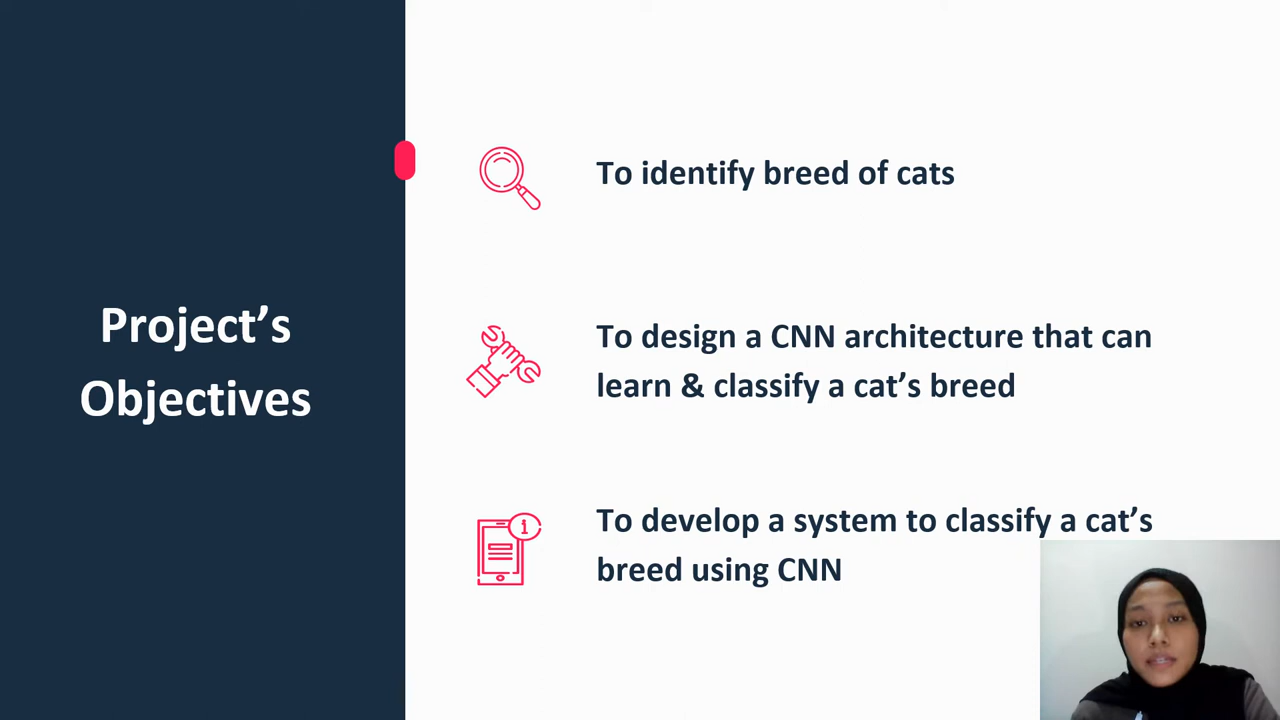 Project’s
Objectives
To identify breed of cats
To design a CNN architecture that can
learn & classify a cat’s breed
i
To develop a system to classify a cat’s
breed using CNN